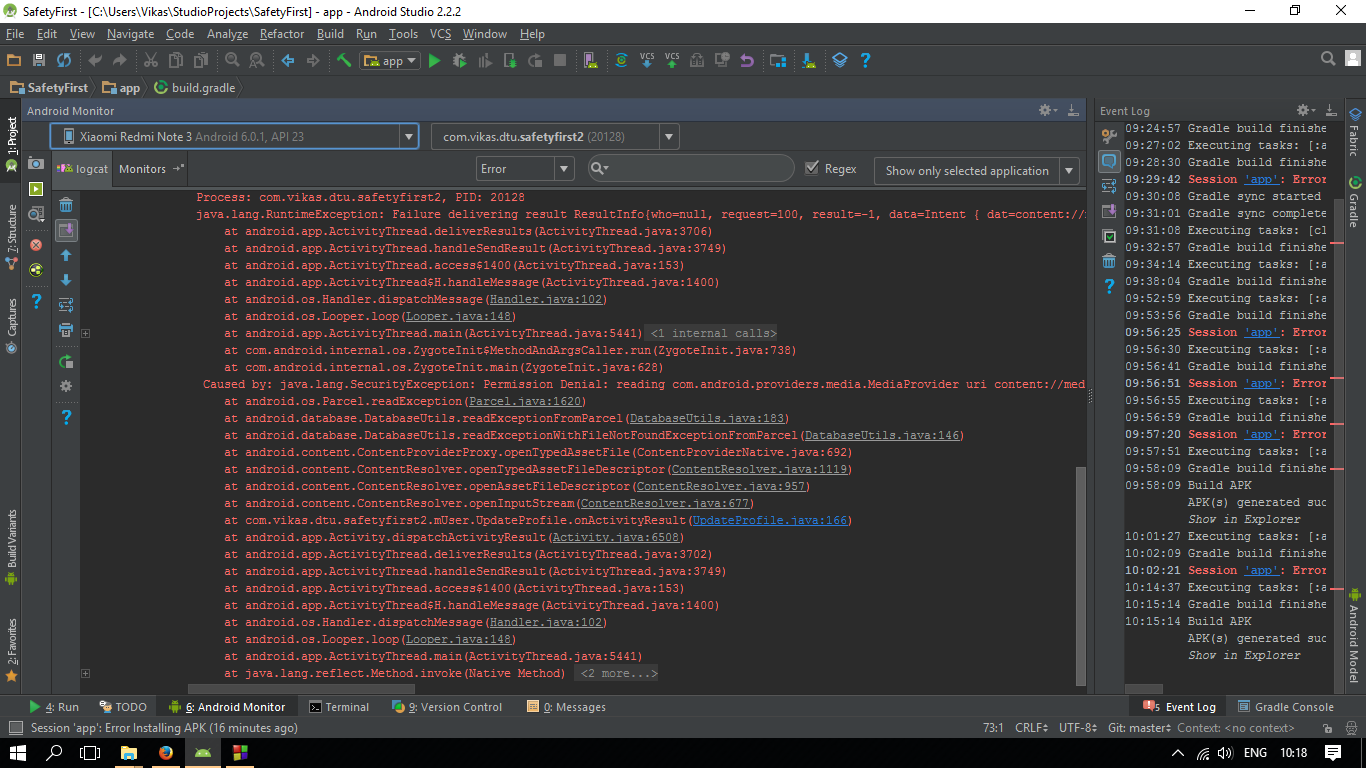 SafetyFirst - [C:\Users\Vikas\StudioProjects\SafetyFirst] - app - Android Studio 2.2.2
File Edit View Navigate Code Analyze Refactor Build Run Tools VCS Window Help
app
VCS VCS
SafetyFirst app build.gradle
Android Monitor
Xiaomi Redmi Note 3 Android 6.0.1, API 23
com.vikas.dtu.safetyfirst2 (20128)
logcat Monitors
Error
Regex
Show only selected application
Process: com.vikas.dtu.safetyfirst2, PID: 20128
java.lang.RuntimeException: Failure delivering result ResultInfo{who=null, request=100, result=-1, data=Intent { dat=content://
at android.app.ActivityThread.deliverResults(ActivityThread.java:3706)
at android.app.ActivityThread.handleSendResult(ActivityThread.java:3749)
at android.app.ActivityThread.access$1400(ActivityThread.java:153)
at android.app.ActivityThread$H.handleMessage(ActivityThread.java:1400)
at android.os.Handler.dispatchMessage(Handler.java:102)
at android.os.Looper.loop(Looper.java:148)
at android.app.ActivityThread.main(ActivityThread.java:5441) <1 internal calls>
at com.android.internal.os.ZygoteInit$MethodAndArgsCaller.run(ZygoteInit.java:738)
at com.android.internal.os.ZygoteInit.main(ZygoteInit.java:628)
Caused by: java.lang.SecurityException: Permission Denial: reading com.android.providers.media.MediaProvider uri content://med
at android.os.Parcel.readException(Parcel.java:1620)
at android.database.DatabaseUtils.readExceptionFromParcel(DatabaseUtils.java:183)
at android.database.DatabaseUtils.readExceptionWithFileNotFoundExceptionFromParcel(DatabaseUtils.java:146)
at android.content.ContentProviderProxy.openTypedAssetFile(ContentProviderNative.java:692)
at android.content.ContentResolver.openTypedAssetFileDescriptor(ContentResolver.java:1119)
at android.content.ContentResolver.openAssetFileDescriptor(ContentResolver.java:957)
at android.content.ContentResolver.openInputStream(ContentResolver.java:677)
at com.vikas.dtu.safetyfirst2.mUser.UpdateProfile.onActivityResult(UpdateProfile.java:166)
at android.app.Activity.dispatchActivityResult(Activity.java:6508)
at android.app.ActivityThread.deliverResults(ActivityThread.java:3702)
at android.app.ActivityThread.handleSendResult(ActivityThread.java:3749)
at android.app.ActivityThread.access$1400(ActivityThread.java:153)
at android.app.ActivityThread$H.handleMessage(ActivityThread.java:1400)
at android.os.Handler.dispatchMessage(Handler.java:102)
at android.os.Looper.loop(Looper.java:148)
at android.app.ActivityThread.main(ActivityThread.java:5441)
at java.lang.reflect.Method.invoke(Native Method) <2 more...>
Event Log
09:24:57 Gradle build finishe
09:27:02 Executing tasks: [:a
09:28:30 Gradle build finishe
09:29:42 Session 'app': Error
09:30:08 Gradle sync started
09:31:01 Gradle sync complete
09:31:08 Executing tasks: [cl
09:32:57 Gradle build finishe
09:34:14 Executing tasks: [:a
09:38:04 Gradle build finishe
09:52:59 Executing tasks: [:a
09:53:56 Gradle build finishe
09:56:25 Session 'app': Error
09:56:30 Executing tasks: [:a
09:56:41 Gradle build finishe
09:56:51 Session 'app': Error
09:56:55 Executing tasks: [:a
09:56:59 Gradle build finishe
09:57:20 Session 'app': Error
09:57:51 Executing tasks: [:a
09:58:09 Gradle build finishe
09:58:09 Build APK
APK(s) generated suc
Show in Explorer
10:01:27 Executing tasks: [:a
10:02:09 Gradle build finishe
10:02:21 Session 'app': Error
10:14:37 Executing tasks: [:a
10:15:14 Gradle build finishe
10:15:14 Build APK
APK(s) generated suc
Show in Explorer
1: Project
7: Structure
Captures
Build Variants
2: Favorites
Fabric
Gradle
Android Model
4: Run TODO 6: Android Monitor Terminal 9: Version Control 0: Messages
5 Event Log Gradle Console
Session 'app': Error Installing APK (16 minutes ago)
73:1 CRLF UTF-8 Git: master Context: <no context>
ENG 10:18